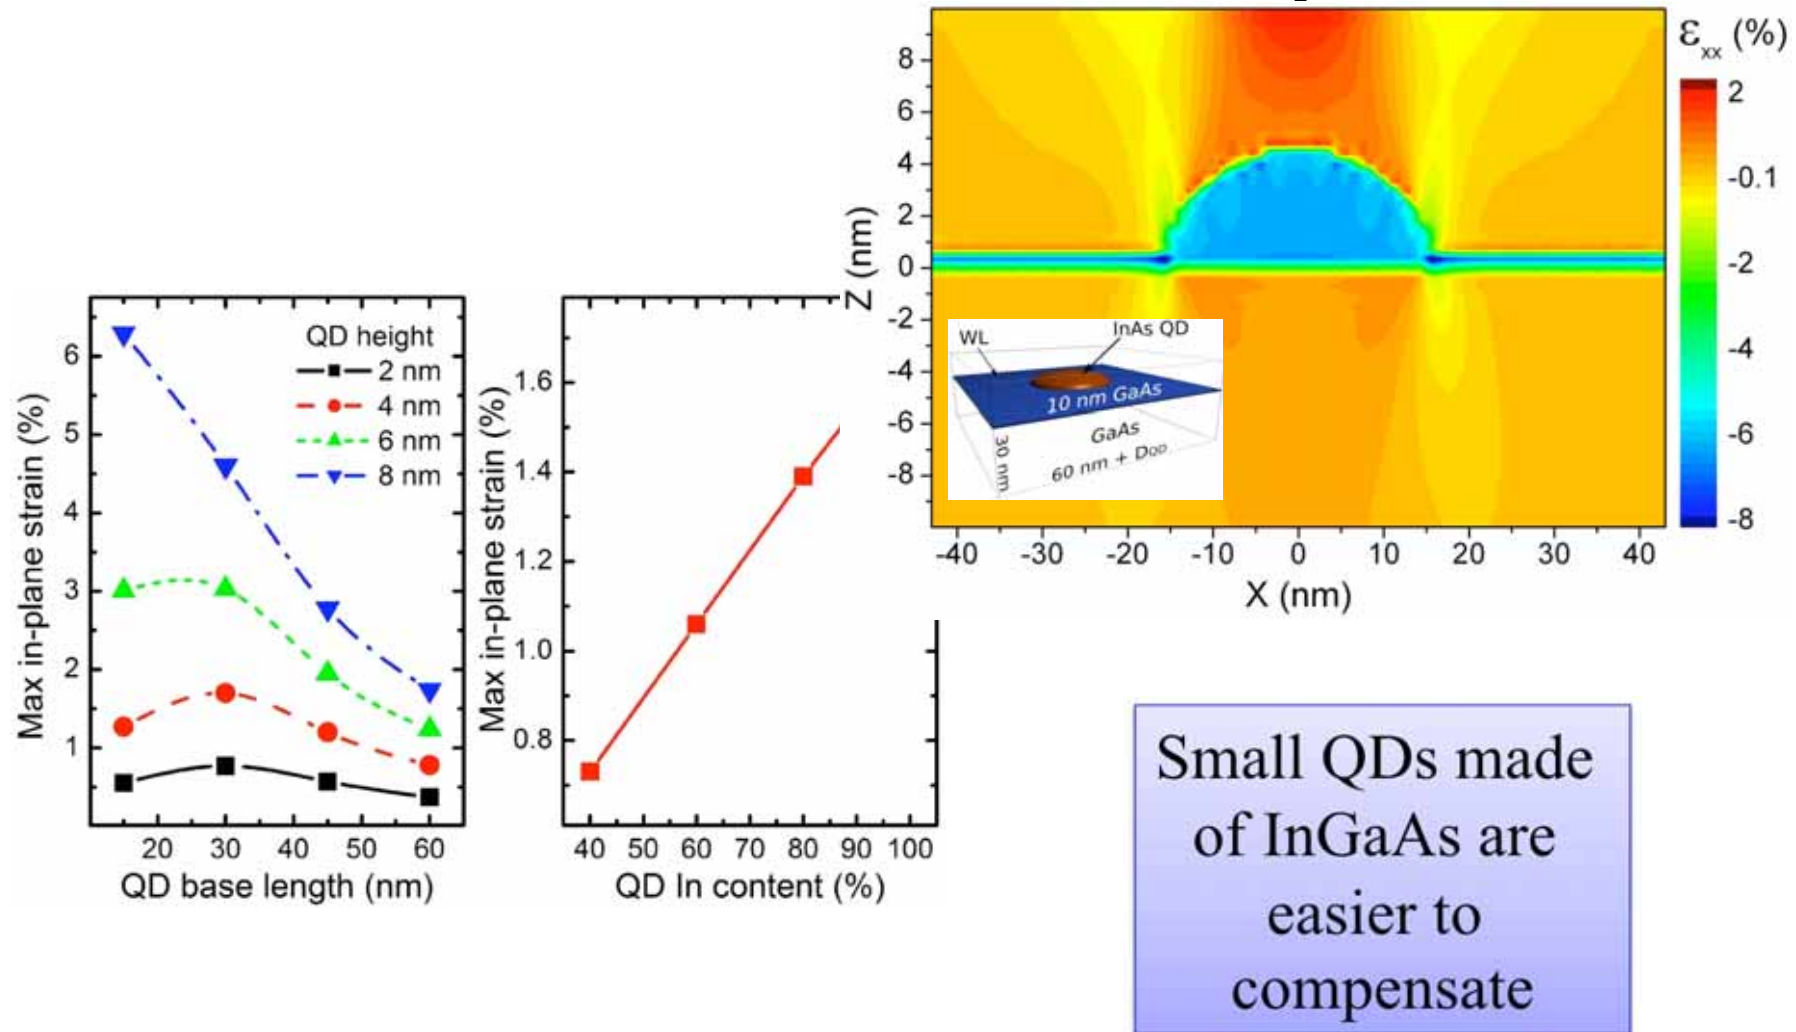 QD height
2 nm
4 nm
6 nm
8 nm
Max in-plane strain (%)
6
5
4
3
2
1
20 30 40 50 60
QD base length (nm)
Max in-plane strain (%)
1.6
1.4
1.2
1.0
0.8
40 50 60 70 80 90 100
QD In content (%)
Z (nm)
8
6
4
2
0
-2
-4
-6
-8
-40 -30 -20 -10 0 10 20 30 40
X (nm)
WL
InAs QD
10 nm GaAs
GaAs
30 nm
60 nm + D_QD
ε_xx (%)
2
-0.1
-2
-4
-6
-8
Small QDs made
of InGaAs are
easier to
compensate